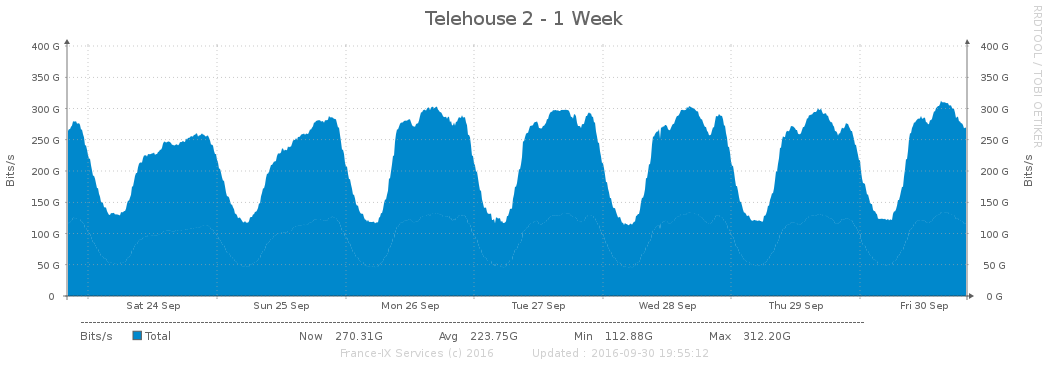 Telehouse 2 - 1 Week
RRDTOOL / TOBI OETIKER
400 G 400 G
350 G 350 G
300 G 300 G
250 G 250 G
200 G 200 G
150 G 150 G
100 G 100 G
50 G 50 G
0 0 G
Bits/s
Bits/s
Sat 24 Sep Sun 25 Sep Mon 26 Sep Tue 27 Sep Wed 28 Sep Thu 29 Sep Fri 30 Sep
Bits/s Total Now 270.31G Avg 223.75G Min 112.88G Max 312.20G
France-IX Services (c) 2016 Updated : 2016-09-30 19:55:12